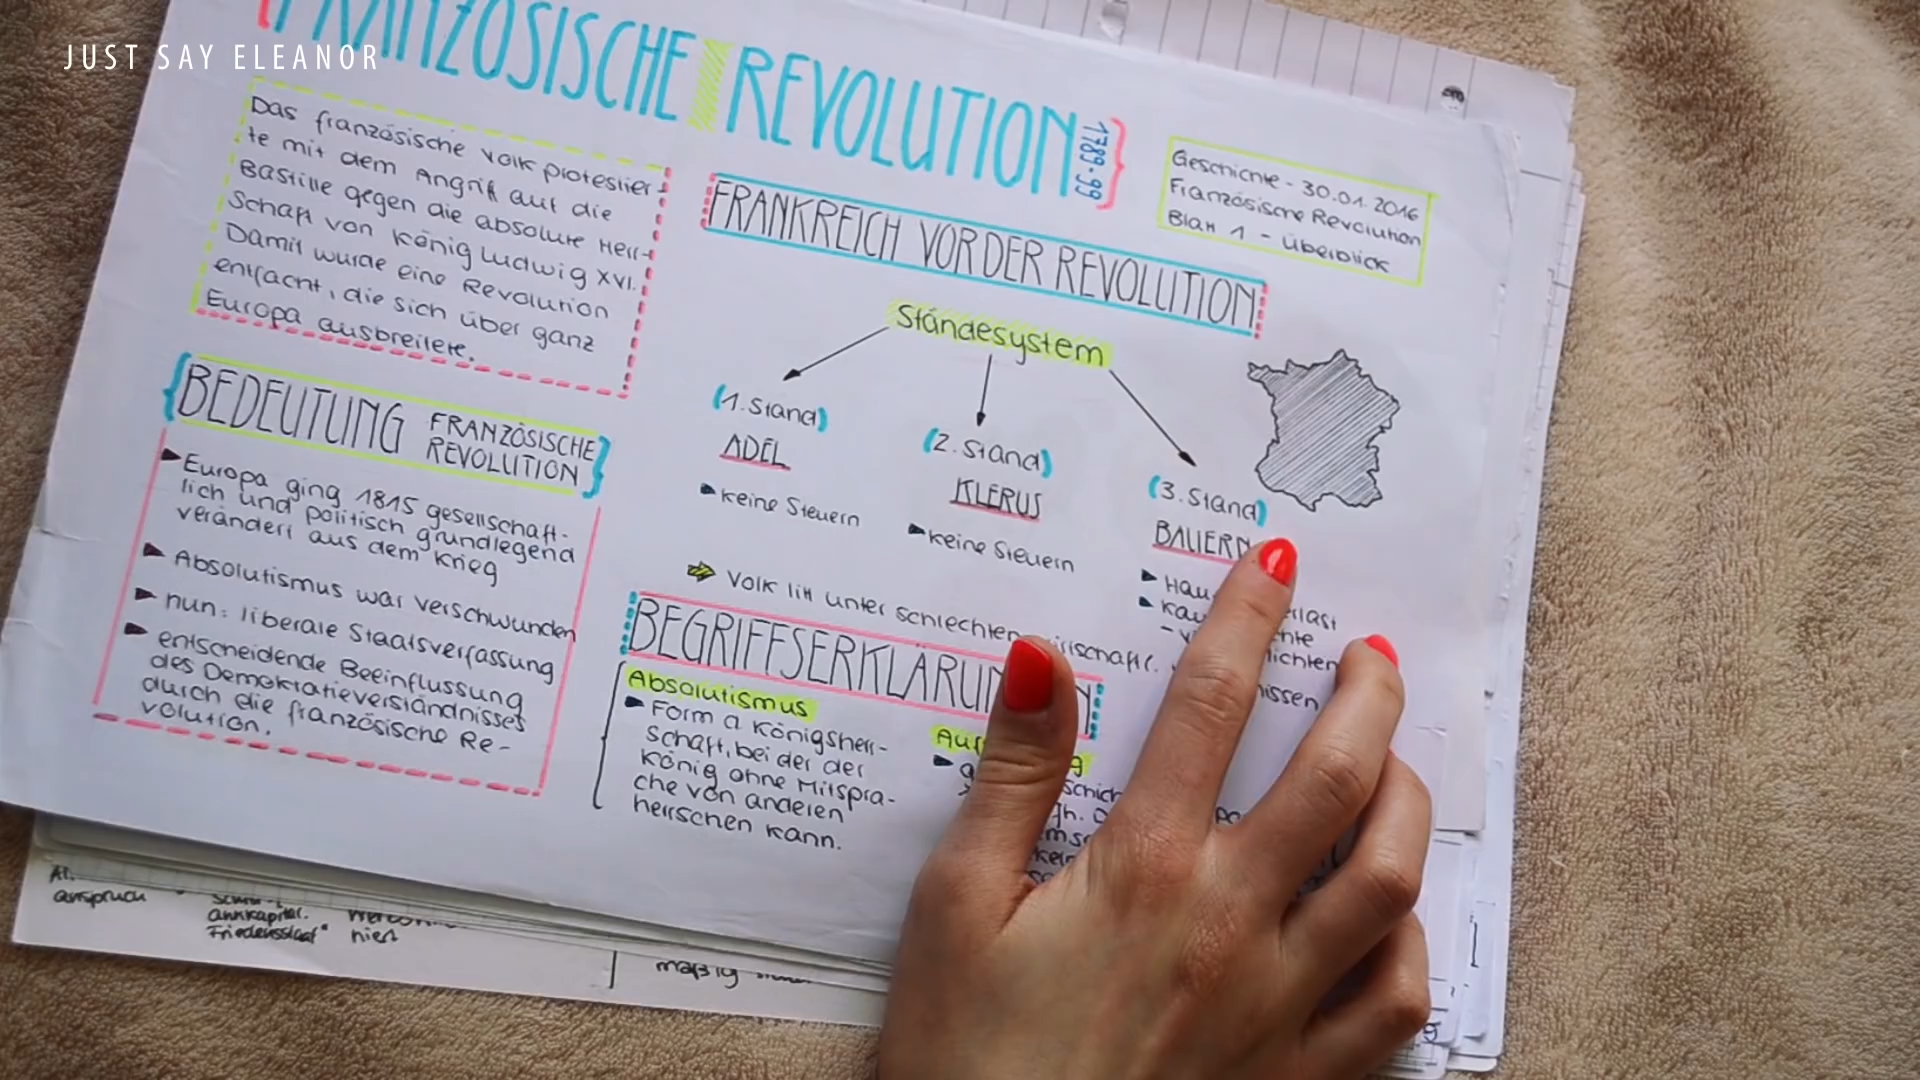 JUST SAY ELEANOR
FRANZÖSISCHE REVOLUTION
1789-99
Geschichte - 30.01.2016
Französische Revolution
Blatt 1 - Überblick
Das französische Volk protestier-
te mit dem Angriff auf die
Bastille gegen die absolute Herr-
schaft von König Ludwig XVI.
Damit wurde eine Revolution
entfacht, die sich über ganz
Europa ausbreitete.
BEDEUTUNG FRANZÖSISCHE
REVOLUTION
Europa ging 1815 gesellschaft-
lich und politisch grundlegend
verändert aus dem Krieg
Absolutismus war verschwunden
nun: liberale Staatsverfassung
entscheidende Beeinflussung
des Demokratieverständnisses
durch die französische Re-
volution.
FRANKREICH VOR DER REVOLUTION
Ständesystem
(1. Stand)
ADEL
keine Steuern
(2. Stand)
KLERUS
keine Steuern
(3. Stand)
BAUERN
Volk litt unter schlechten
BEGRIFFSERKLÄRUN
Absolutismus
Form d. Königsherr-
schaft, bei der der
König ohne Mitspra-
che von anderen
herrschen kann.
anspruch
Friedensstaat"
mäßig